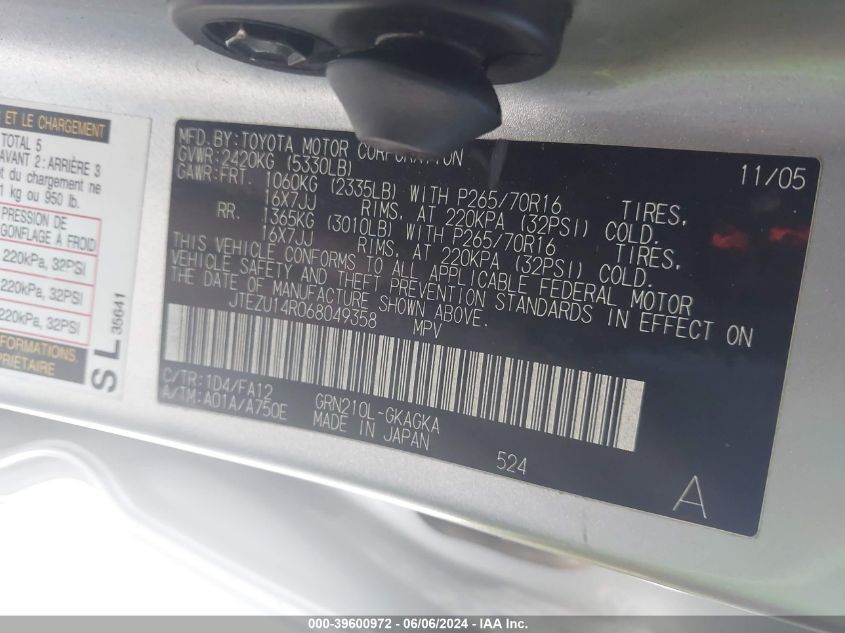 ET LE CHARGEMENT
TOTAL 5
AVANT 2: ARRIÈRE 3
du chargement ne
kg ou 950 lb.
PRESSION DE
GONFLAGE À FROID
220kPa, 32PSI
220kPa, 32PSI
220kPa, 32PSI
SL 35641
MFD.BY:TOYOTA MOTOR CORPORATION 11/05
GVWR:2420KG (5330LB)
GAWR:FRT. 1060KG (2335LB) WITH P265/70R16 TIRES,
16X7JJ RIMS, AT 220KPA (32PSI) COLD.
RR. 1365KG (3010LB) WITH P265/70R16 TIRES,
16X7JJ RIMS, AT 220KPA (32PSI) COLD.
THIS VEHICLE CONFORMS TO ALL APPLICABLE FEDERAL MOTOR
VEHICLE SAFETY AND THEFT PREVENTION STANDARDS IN EFFECT ON
THE DATE OF MANUFACTURE SHOWN ABOVE.
JTEZU14R068049358 MPV
C/TR:1D4/FA12
A/TM:A01A/A750E
GRN210L-GKAGKA
MADE IN JAPAN
524
A
000-39600972 - 06/06/2024 - IAA Inc.